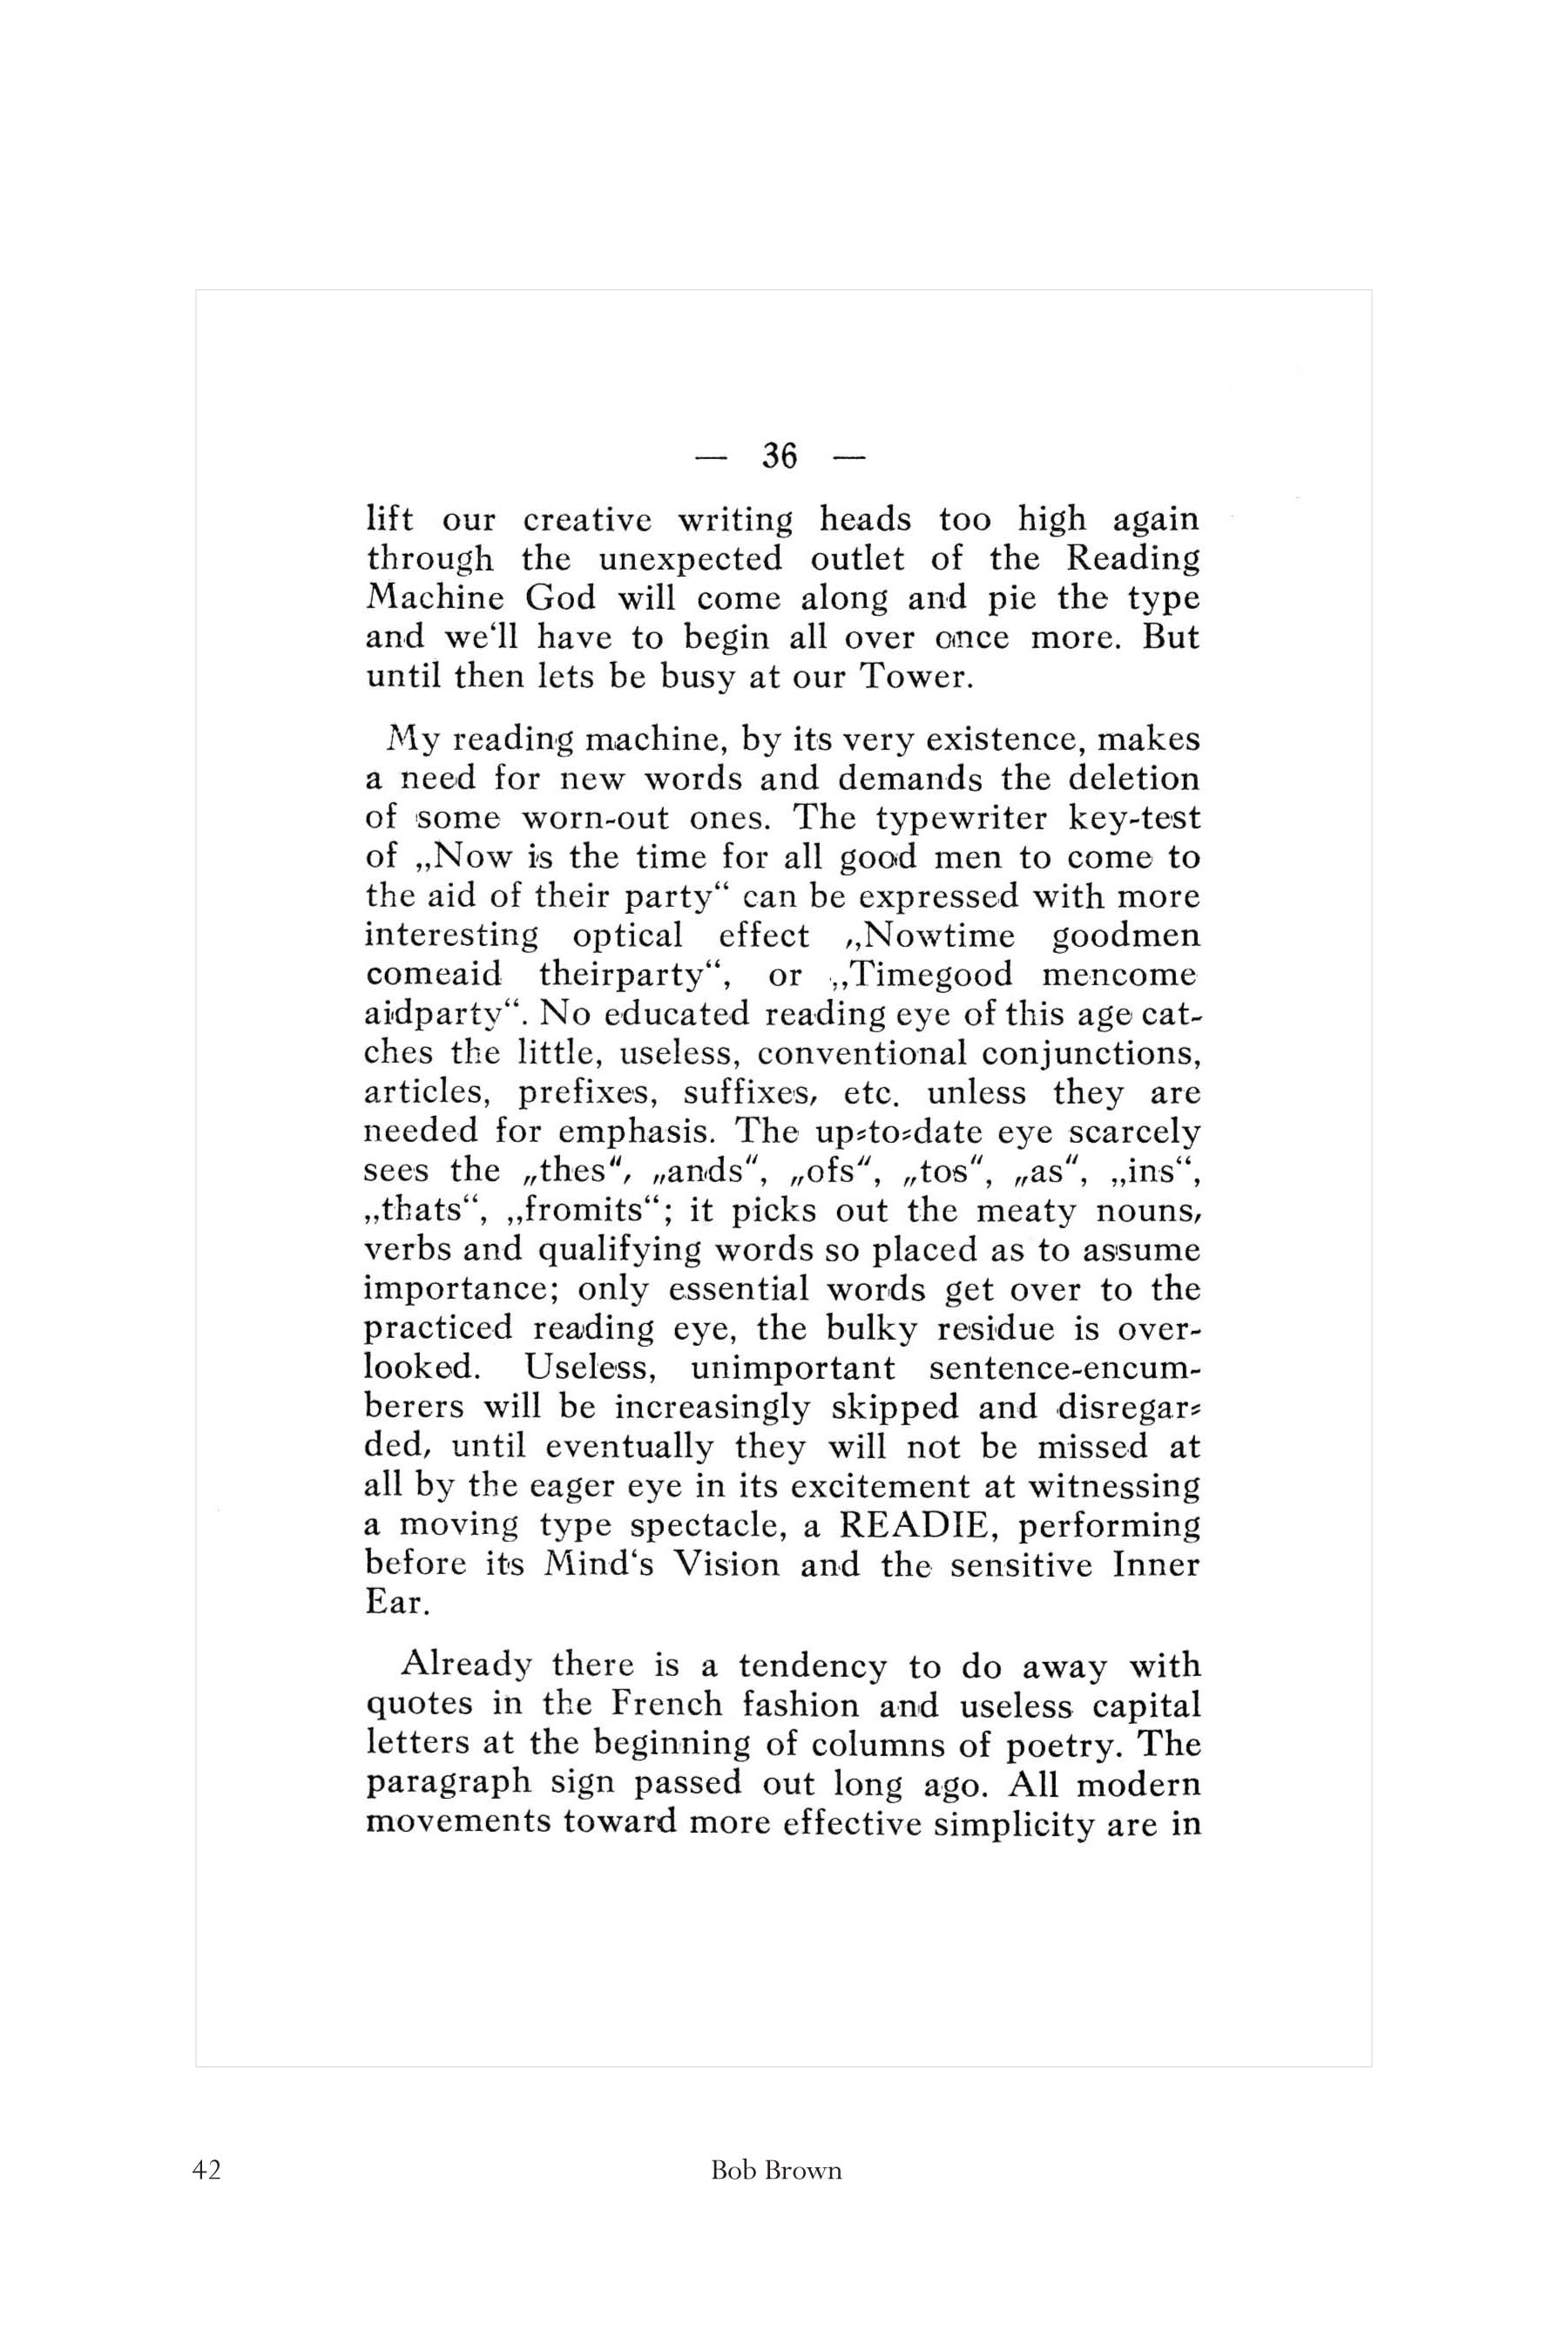 — 36 —
lift our creative writing heads too high again
through the unexpected outlet of the Reading
Machine God will come along and pie the type
and we‘ll have to begin all over once more. But
until then lets be busy at our Tower.
My reading machine, by its very existence, makes
a need for new words and demands the deletion
of some worn-out ones. The typewriter key-test
of „Now is the time for all good men to come to
the aid of their party“ can be expressed with more
interesting optical effect „Nowtime goodmen
comeaid theirparty“, or „Timegood mencome
aidparty“. No educated reading eye of this age cat-
ches the little, useless, conventional conjunctions,
articles, prefixes, suffixes, etc. unless they are
needed for emphasis. The up-to-date eye scarcely
sees the „thes“, „ands“, „ofs“, „tos“, „as“, „ins“,
„thats“, „fromits“; it picks out the meaty nouns,
verbs and qualifying words so placed as to assume
importance; only essential words get over to the
practiced reading eye, the bulky residue is over-
looked. Useless, unimportant sentence-encum-
berers will be increasingly skipped and disregar-
ded, until eventually they will not be missed at
all by the eager eye in its excitement at witnessing
a moving type spectacle, a READIE, performing
before its Mind‘s Vision and the sensitive Inner
Ear.
Already there is a tendency to do away with
quotes in the French fashion and useless capital
letters at the beginning of columns of poetry. The
paragraph sign passed out long ago. All modern
movements toward more effective simplicity are in
42 Bob Brown